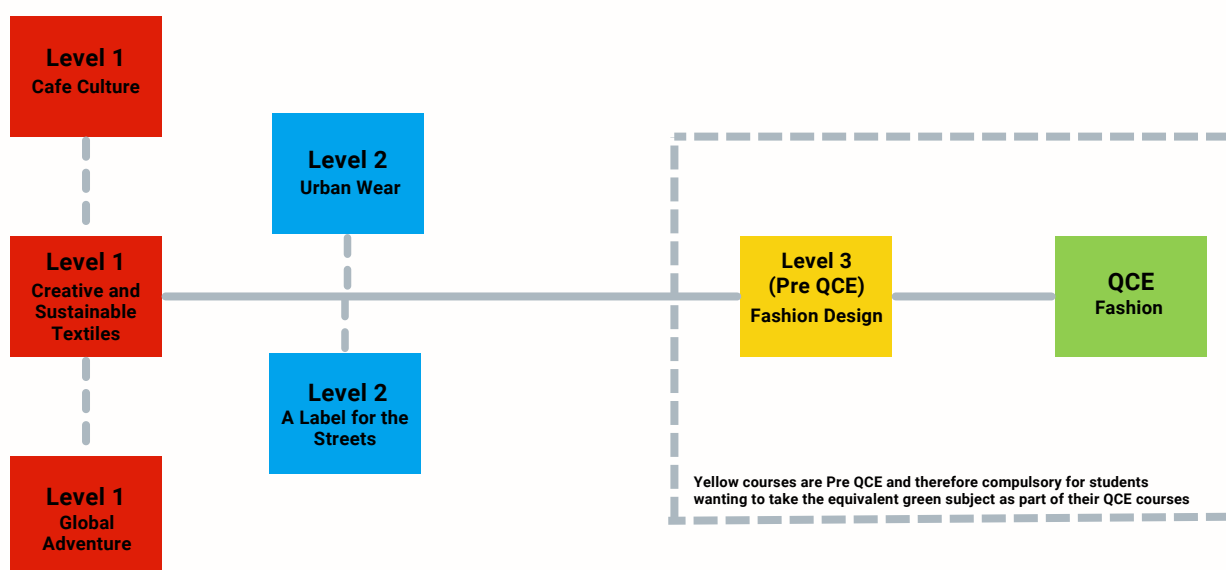 Level 1
Cafe Culture
Level 1
Creative and
Sustainable
Textiles
Level 1
Global
Adventure
Level 2
Urban Wear
Level 2
A Label for the
Streets
Level 3
(Pre QCE)
Fashion Design
QCE
Fashion
Yellow courses are Pre QCE and therefore compulsory for students
wanting to take the equivalent green subject as part of their QCE courses